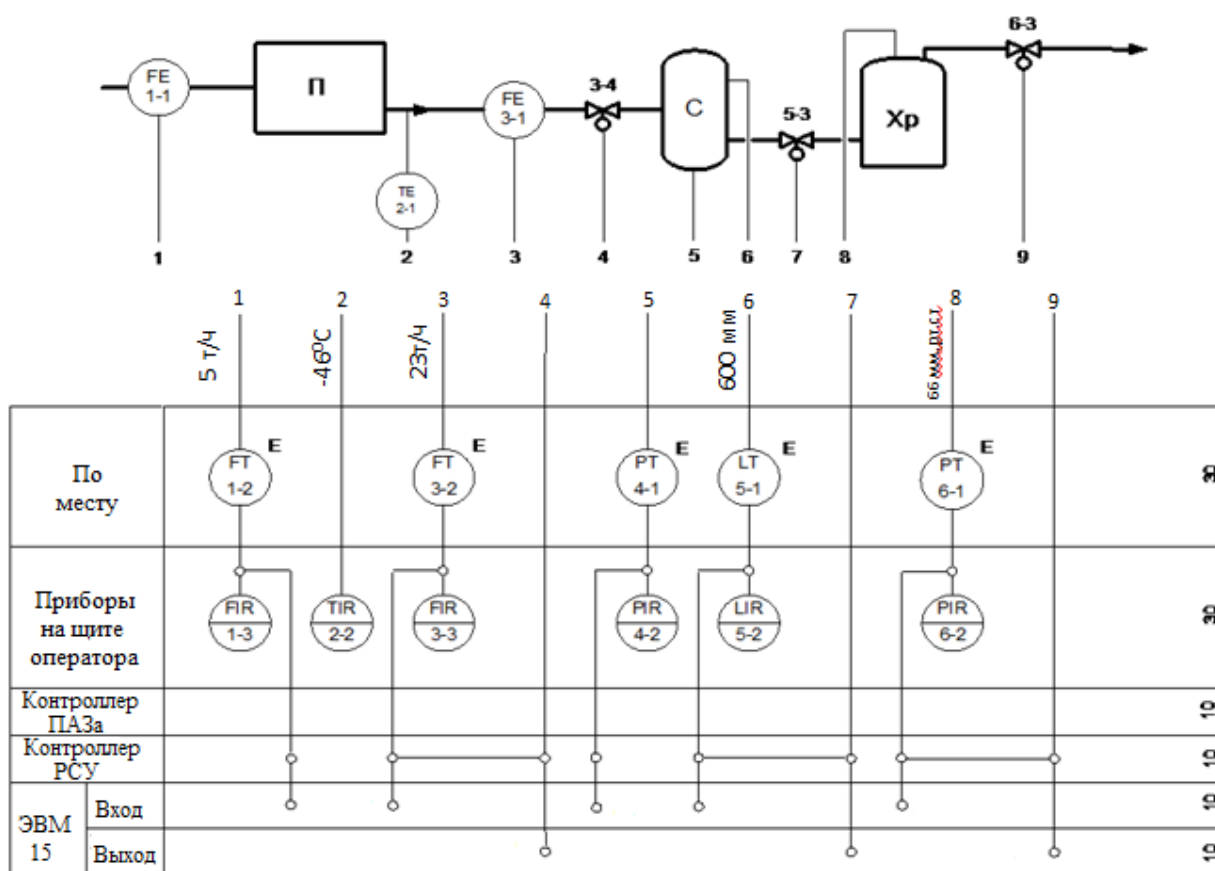 6-3
3-4
5-3
FE
1-1
П
FE
3-1
С
Хр
TE
2-1
1 2 3 4 5 6 7 8 9
1 2 3 4 5 6 7 8 9
5 т/ч
-46⁰С
23т/ч
600 мм
66 мм.рт.ст
По
месту
FT
1-2
E
FT
3-2
E
PT
4-1
E
LT
5-1
E
PT
6-1
E
30
Приборы
на щите
оператора
FIR
1-3
TIR
2-2
FIR
3-3
PIR
4-2
LIR
5-2
PIR
6-2
30
Контроллер
ПАЗа
10
Контроллер
РСУ
10
ЭВМ
15
Вход
10
Выход
10